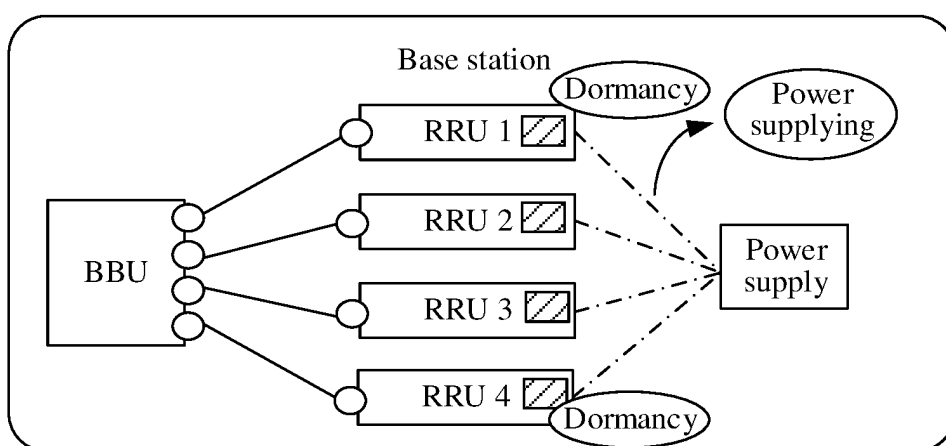 Base station
Dormancy
Power
supplying
RRU 1
RRU 2
BBU
Power
supply
RRU 3
RRU 4
Dormancy